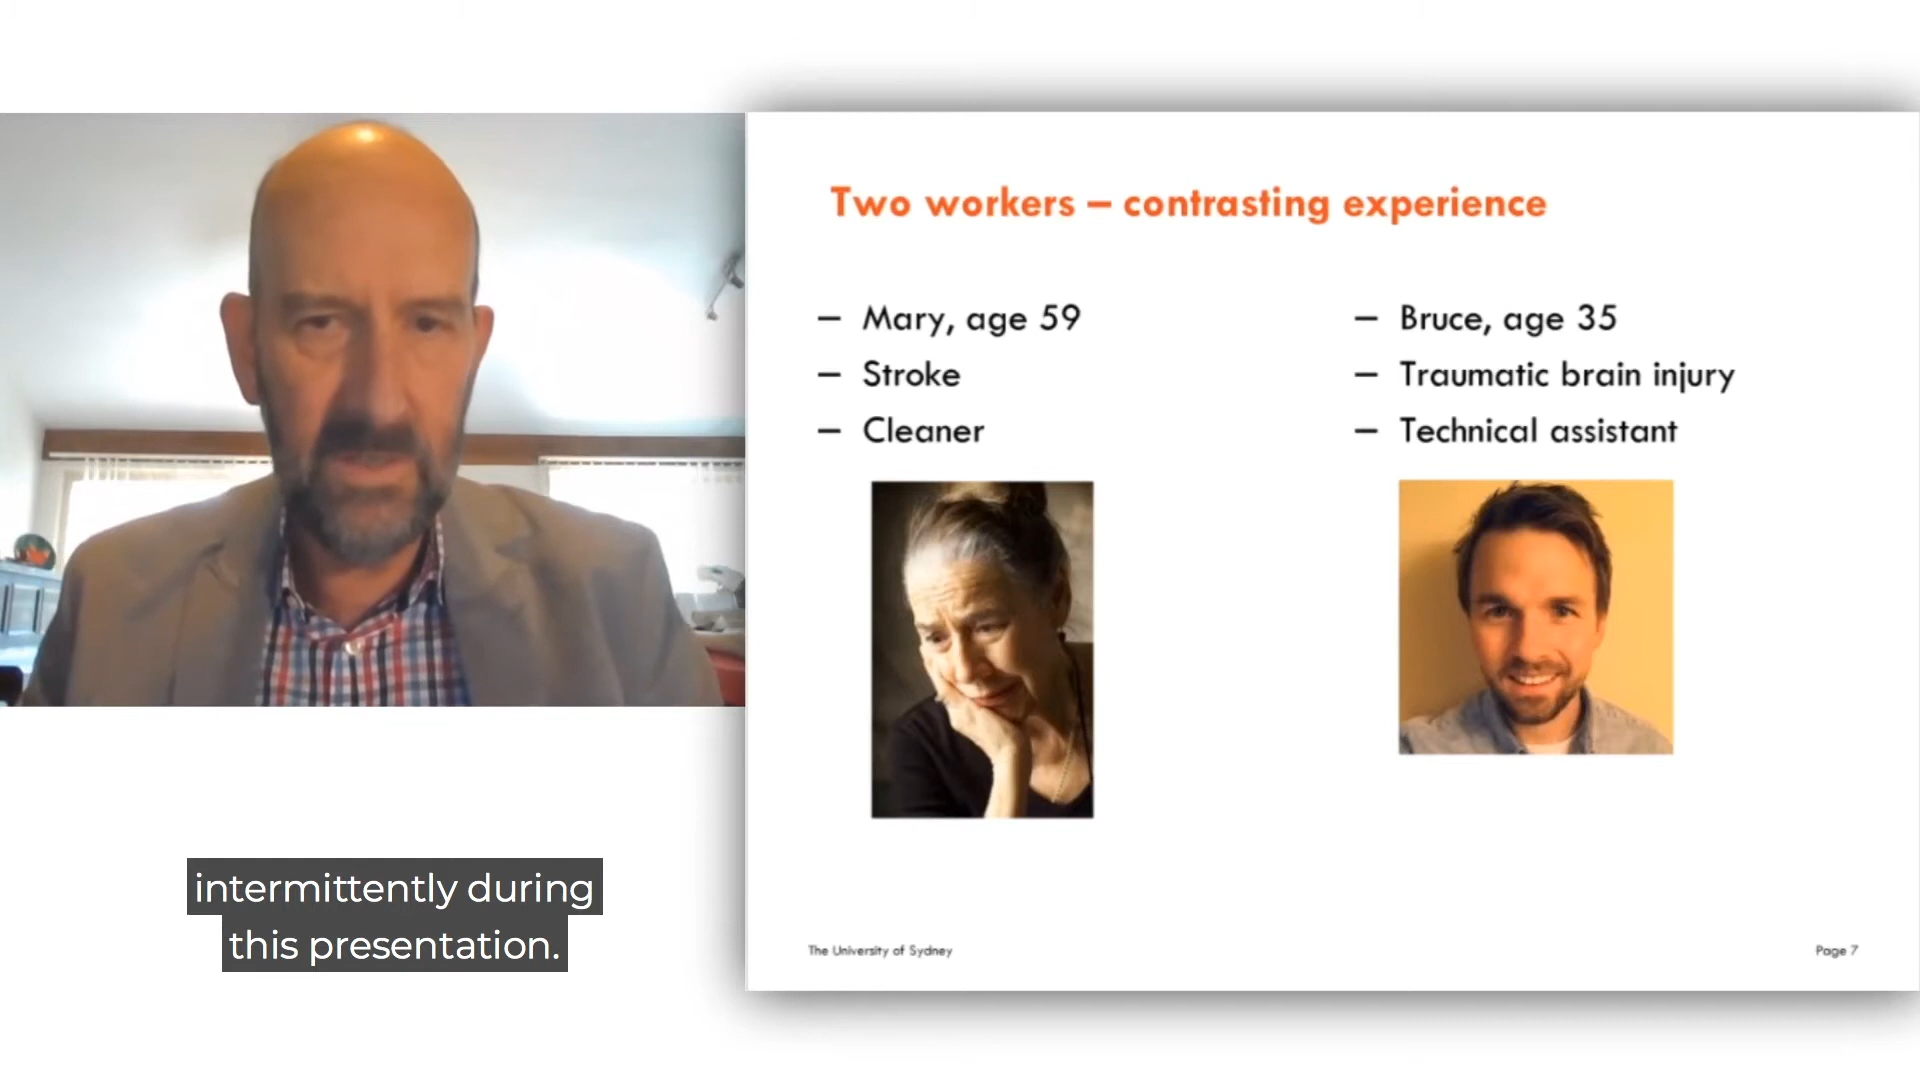 Two workers – contrasting experience
– Mary, age 59
– Stroke
– Cleaner
– Bruce, age 35
– Traumatic brain injury
– Technical assistant
intermittently during
this presentation.
The University of Sydney
Page 7